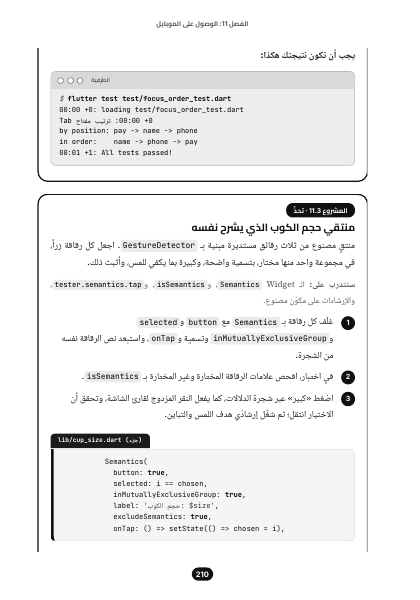 الفصل 11: الوصول على الموبايل
يجب أن تكون نتيجتك هكذا:
الطرفية
$ flutter test test/focus_order_test.dart
00:00 +0: loading test/focus_order_test.dart
00:00 +0: ترتيب مفتاح Tab
by position: pay -> name -> phone
in order:    name -> phone -> pay
00:01 +1: All tests passed!
المشروع 11.3 · تحدٍّ
منتقي حجم الكوب الذي يشرح نفسه
منتقٍ مصنوع من ثلاث رقائق مستديرة مبنية بـ GestureDetector. اجعل كل رقاقة زرًا،
في مجموعة واحد منها مختار، بتسمية واضحة، وكبيرة بما يكفي للمس، وأثبت ذلك.
ستتدرب على: الـ Widget Semantics، و isSemantics، و tester.semantics.tap،
والإرشادات على مكوّن مصنوع.
1 غلّف كل رقاقة بـ Semantics مع button و selected
و inMutuallyExclusiveGroup وتسمية و onTap، واستبعد نص الرقاقة نفسه
من الشجرة.
2 في اختبار، افحص علامات الرقاقة المختارة وغير المختارة بـ isSemantics.
3 اضغط «كبير» عبر شجرة الدلالات، كما يفعل النقر المزدوج لقارئ الشاشة، وتحقق أن
الاختيار انتقل؛ ثم شغّل إرشادَي هدف اللمس والتباين.
lib/cup_size.dart (جزء)
Semantics(
button: true,
selected: i == chosen,
inMutuallyExclusiveGroup: true,
label: 'حجم الكوب: $size',
excludeSemantics: true,
onTap: () => setState(() => chosen = i),
210